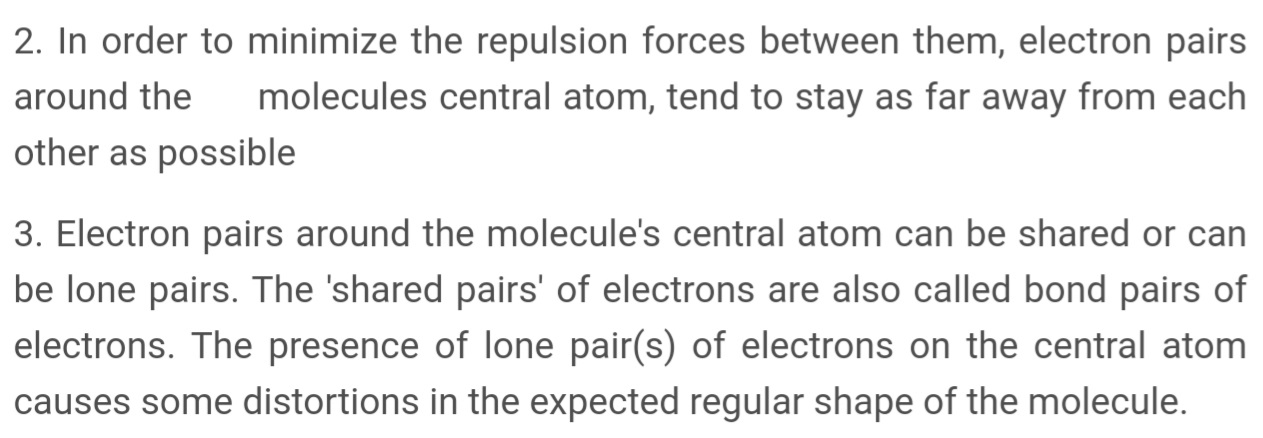 2. In order to minimize the repulsion forces between them, electron pairs
around the molecules central atom, tend to stay as far away from each
other as possible
3. Electron pairs around the molecule's central atom can be shared or can
be lone pairs. The 'shared pairs' of electrons are also called bond pairs of
electrons. The presence of lone pair(s) of electrons on the central atom
causes some distortions in the expected regular shape of the molecule.